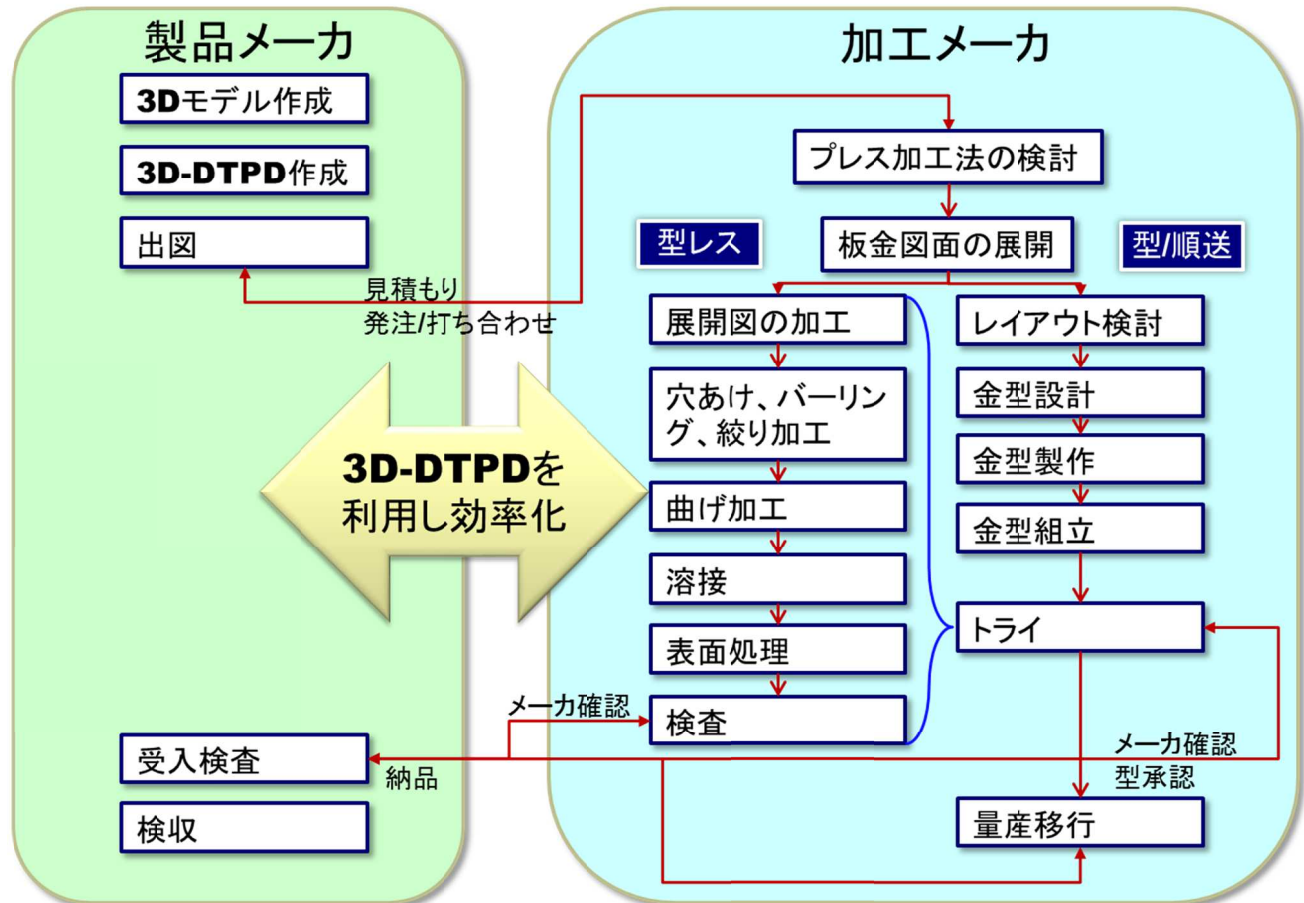 製品メーカ
3Dモデル作成
3D-DTPD作成
出図
見積もり
発注/打ち合わせ
3D-DTPDを
利用し効率化
受入検査
納品
検収
加工メーカ
プレス加工法の検討
型レス
板金図面の展開
型/順送
展開図の加工
穴あけ、バーリン
グ、絞り加工
曲げ加工
溶接
表面処理
メーカ確認
検査
レイアウト検討
金型設計
金型製作
金型組立
トライ
メーカ確認
型承認
量産移行